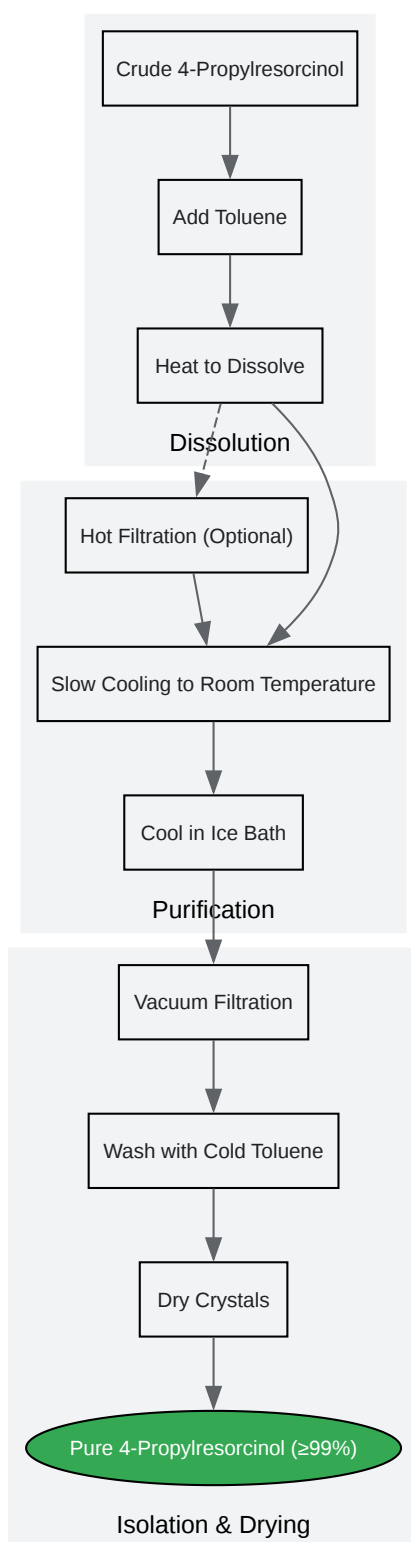 Crude 4-Propylresorcinol
Add Toluene
Heat to Dissolve
Dissolution
Hot Filtration (Optional)
Slow Cooling to Room Temperature
Cool in Ice Bath
Purification
Vacuum Filtration
Wash with Cold Toluene
Dry Crystals
Pure 4-Propylresorcinol (≥99%)
Isolation & Drying